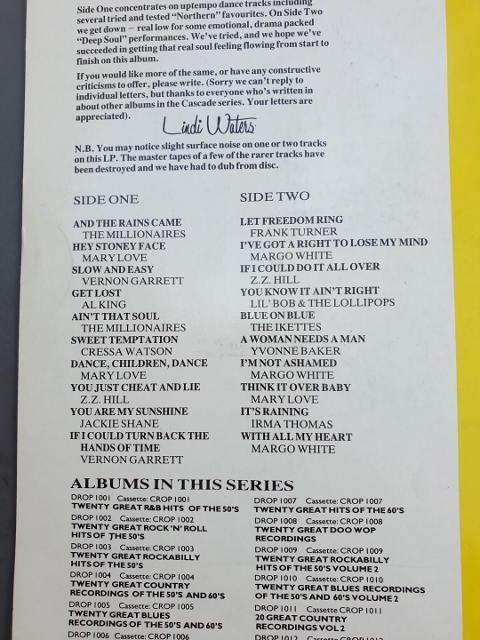 Side One concentrates on uptempo dance tracks including
several tried and tested "Northern" favourites. On Side Two
we get down — real low for some emotional, drama packed
"Deep Soul" performances. We've tried, and we hope we've
succeeded in getting that real soul feeling flowing from start to
finish on this album.
If you would like more of the same, or have any constructive
criticisms to offer, please write. (Sorry we can't reply to
individual letters, but thanks to everyone who's written in
about other albums in the Cascade series. Your letters are
appreciated).
Lindi Waters
N.B. You may notice slight surface noise on one or two tracks
on this LP. The master tapes of a few of the rarer tracks have
been destroyed and we have had to dub from disc.
SIDE ONE
AND THE RAINS CAME
THE MILLIONAIRES
HEY STONEY FACE
MARY LOVE
SLOW AND EASY
VERNON GARRETT
GET LOST
AL KING
AIN'T THAT SOUL
THE MILLIONAIRES
SWEET TEMPTATION
CRESSA WATSON
DANCE, CHILDREN, DANCE
MARY LOVE
YOU JUST CHEAT AND LIE
Z.Z. HILL
YOU ARE MY SUNSHINE
JACKIE SHANE
IF I COULD TURN BACK THE
HANDS OF TIME
VERNON GARRETT
SIDE TWO
LET FREEDOM RING
FRANK TURNER
I'VE GOT A RIGHT TO LOSE MY MIND
MARGO WHITE
IF I COULD DO IT ALL OVER
Z.Z. HILL
YOU KNOW IT AIN'T RIGHT
LIL' BOB & THE LOLLIPOPS
BLUE ON BLUE
THE IKETTES
A WOMAN NEEDS A MAN
YVONNE BAKER
I'M NOT ASHAMED
MARGO WHITE
THINK IT OVER BABY
MARY LOVE
IT'S RAINING
IRMA THOMAS
WITH ALL MY HEART
MARGO WHITE
ALBUMS IN THIS SERIES
DROP 1001 Cassette: CROP 1001
TWENTY GREAT R&B HITS OF THE 50'S
DROP 1002 Cassette: CROP 1002
TWENTY GREAT ROCK 'N' ROLL
HITS OF THE 50'S
DROP 1003 Cassette: CROP 1003
TWENTY GREAT ROCKABILLY
HITS OF THE 50'S
DROP 1004 Cassette: CROP 1004
TWENTY GREAT COUNTRY
RECORDINGS OF THE 50'S AND 60'S
DROP 1005 Cassette: CROP 1005
TWENTY GREAT BLUES
RECORDINGS OF THE 50'S AND 60'S
DROP 1006 Cassette: CROP 1006
DROP 1007 Cassette: CROP 1007
TWENTY GREAT HITS OF THE 60'S
DROP 1008 Cassette: CROP 1008
TWENTY GREAT DOO WOP
RECORDINGS
DROP 1009 Cassette: CROP 1009
TWENTY GREAT ROCKABILLY
HITS OF THE 50'S VOLUME 2
DROP 1010 Cassette: CROP 1010
TWENTY GREAT BLUES RECORDINGS
OF THE 50'S AND 60'S VOLUME 2
DROP 1011 Cassette: CROP 1011
20 GREAT COUNTRY
RECORDINGS VOL 2